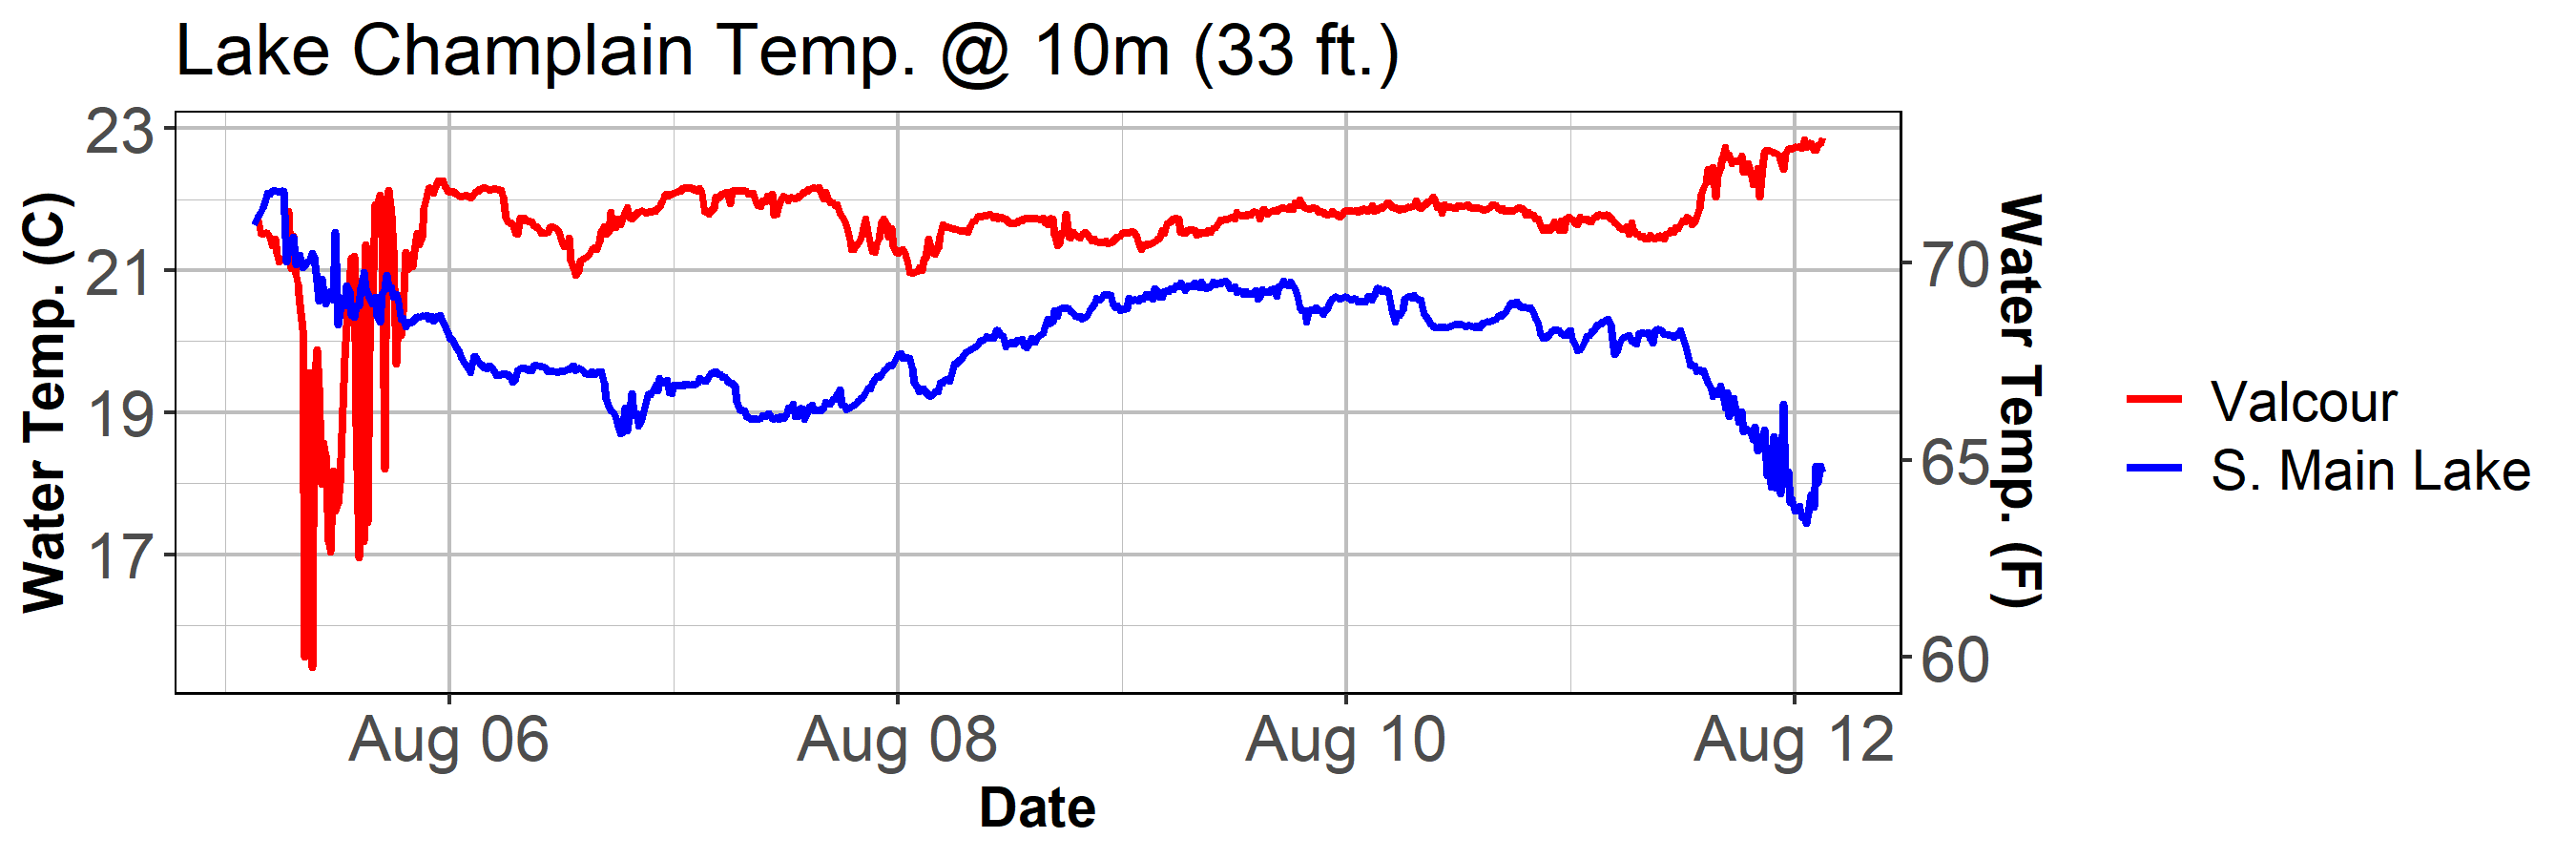 Lake Champlain Temp. @ 10m (33 ft.)
Water Temp. (C)
23
21
19
17
70
65
60
Water Temp. (F)
Aug 06
Aug 08
Aug 10
Aug 12
Date
Valcour
S. Main Lake